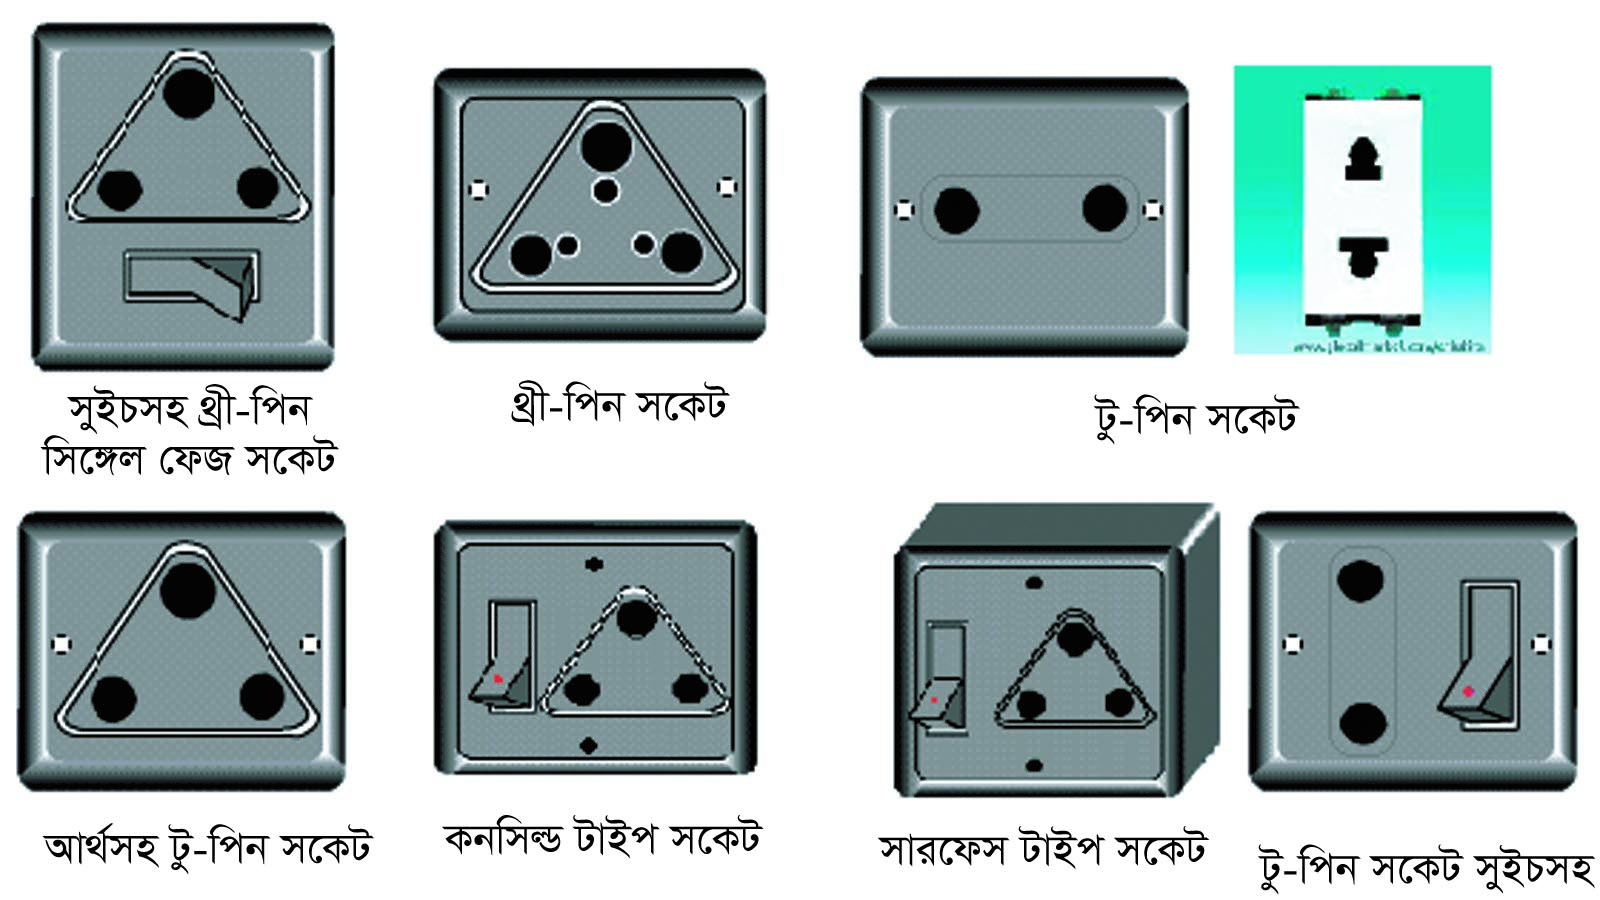 সুইচসহ থ্রী-পিন
সিঙ্গেল ফেজ সকেট
থ্রী-পিন সকেট
টু-পিন সকেট
আর্থসহ টু-পিন সকেট
কনসিল্ড টাইপ সকেট
সারফেস টাইপ সকেট
টু-পিন সকেট সুইচসহ